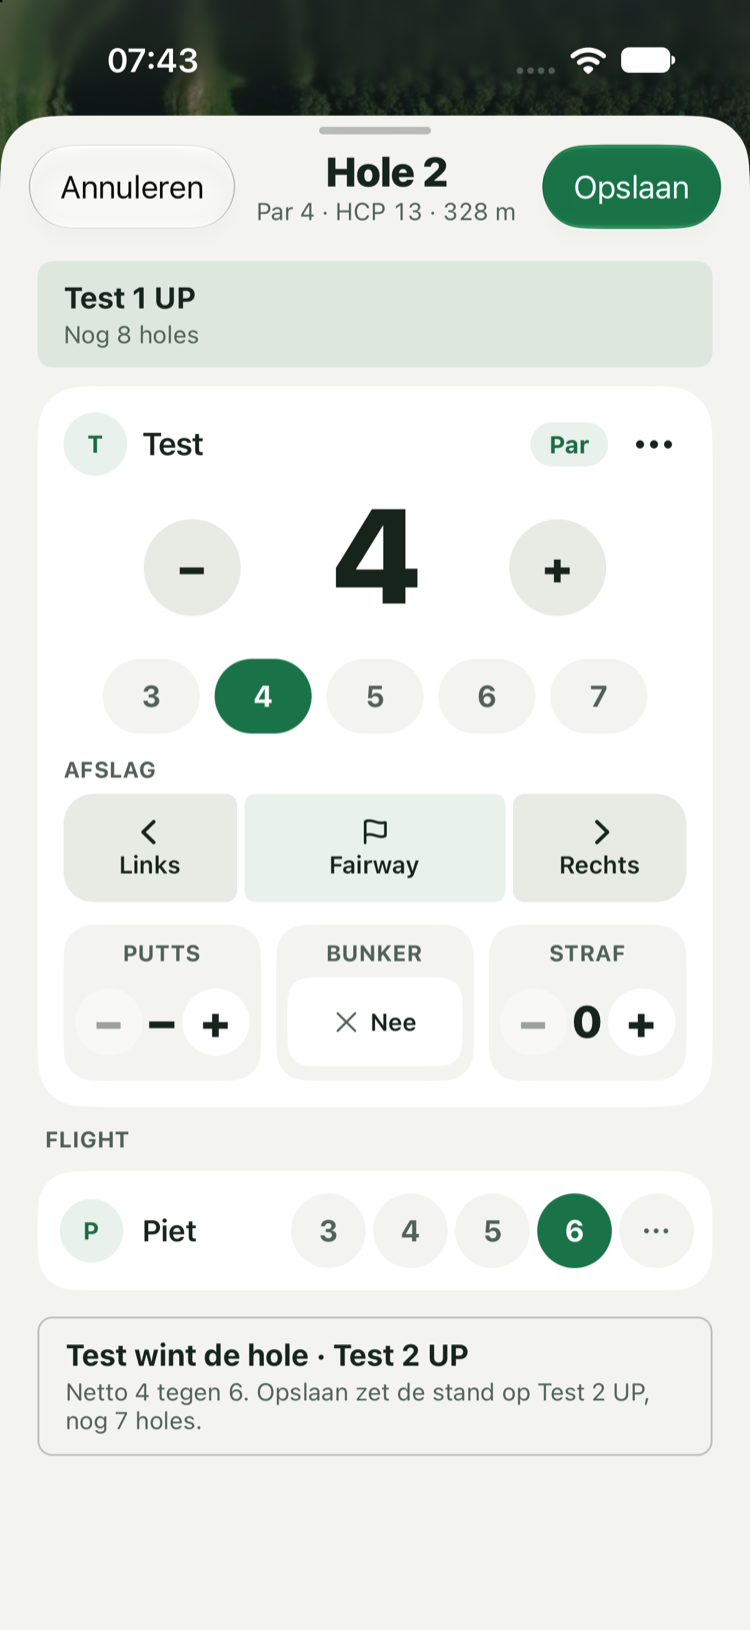 07:43
Annuleren
Hole 2
Par 4 · HCP 13 · 328 m
Opslaan
Test 1 UP
Nog 8 holes
T
Test
Par
•••
−
4
+
3
4
5
6
7
AFSLAG
Links
Fairway
Rechts
PUTTS
BUNKER
STRAF
− − +
Nee
− 0 +
FLIGHT
P
Piet
3
4
5
6
···
Test wint de hole · Test 2 UP
Netto 4 tegen 6. Opslaan zet de stand op Test 2 UP,
nog 7 holes.